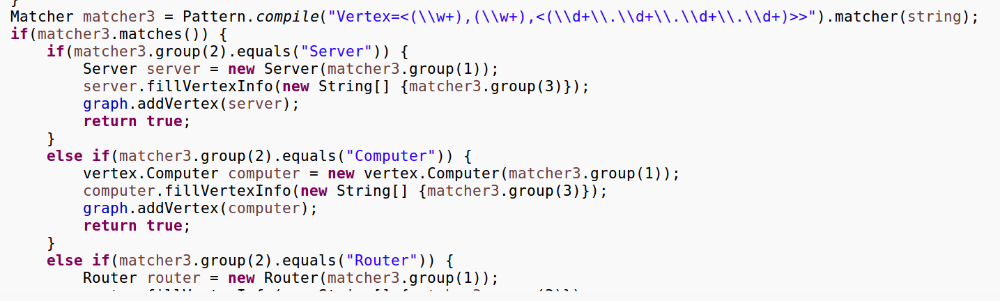 }
Matcher matcher3 = Pattern.compile("Vertex=<(\\w+),(\\w+),<(\\d+\\.\\d+\\.\\d+\\.\\d+)>>").matcher(string);
if(matcher3.matches()) {
    if(matcher3.group(2).equals("Server")) {
        Server server = new Server(matcher3.group(1));
        server.fillVertexInfo(new String[] {matcher3.group(3)});
        graph.addVertex(server);
        return true;
    }
    else if(matcher3.group(2).equals("Computer")) {
        vertex.Computer computer = new vertex.Computer(matcher3.group(1));
        computer.fillVertexInfo(new String[] {matcher3.group(3)});
        graph.addVertex(computer);
        return true;
    }
    else if(matcher3.group(2).equals("Router")) {
        Router router = new Router(matcher3.group(1));